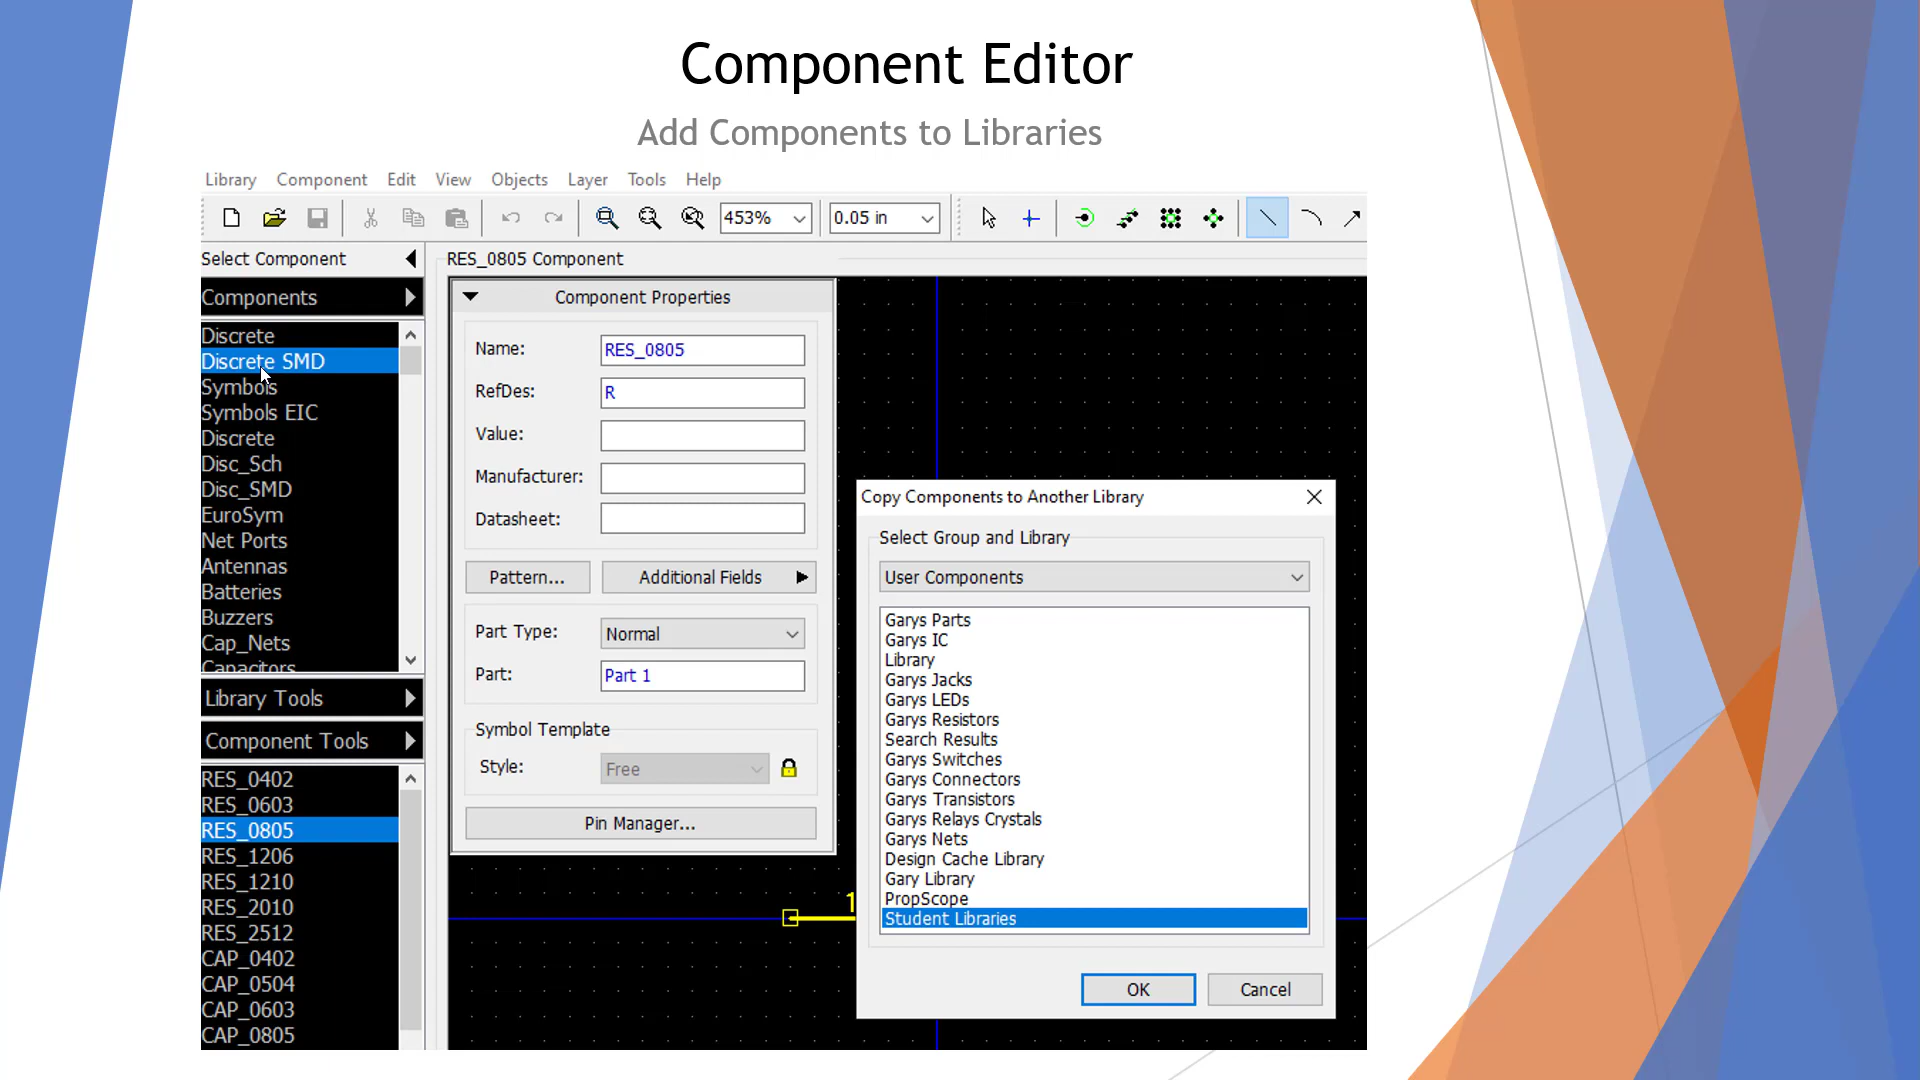 Component Editor
Add Components to Libraries
Library Component Edit View Objects Layer Tools Help
453% 0.05 in
Select Component
RES_0805 Component
Components
Discrete
Discrete SMD
Symbols
Symbols EIC
Discrete
Disc_Sch
Disc_SMD
EuroSym
Net Ports
Antennas
Batteries
Buzzers
Cap_Nets
Capacitors
Library Tools
Component Tools
RES_0402
RES_0603
RES_0805
RES_1206
RES_1210
RES_2010
RES_2512
CAP_0402
CAP_0504
CAP_0603
CAP_0805
Component Properties
Name: RES_0805
RefDes: R
Value:
Manufacturer:
Datasheet:
Pattern... Additional Fields
Part Type: Normal
Part: Part 1
Symbol Template
Style: Free
Pin Manager...
1
Copy Components to Another Library
Select Group and Library
User Components
Garys Parts
Garys IC
Library
Garys Jacks
Garys LEDs
Garys Resistors
Search Results
Garys Switches
Garys Connectors
Garys Transistors
Garys Relays Crystals
Garys Nets
Design Cache Library
Gary Library
PropScope
Student Libraries
OK Cancel